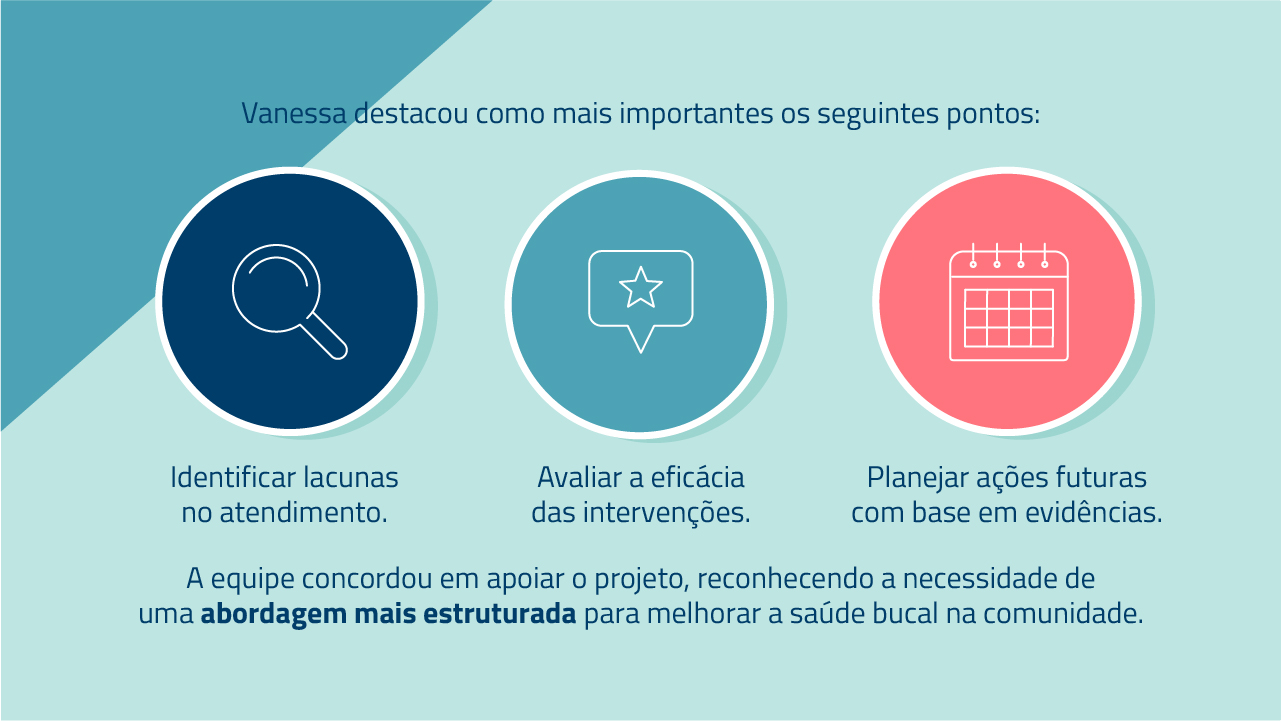 Vanessa destacou como mais importantes os seguintes pontos:
Identificar lacunas
no atendimento.
Avaliar a eficácia
das intervenções.
Planejar ações futuras
com base em evidências.
A equipe concordou em apoiar o projeto, reconhecendo a necessidade de
uma abordagem mais estruturada para melhorar a saúde bucal na comunidade.